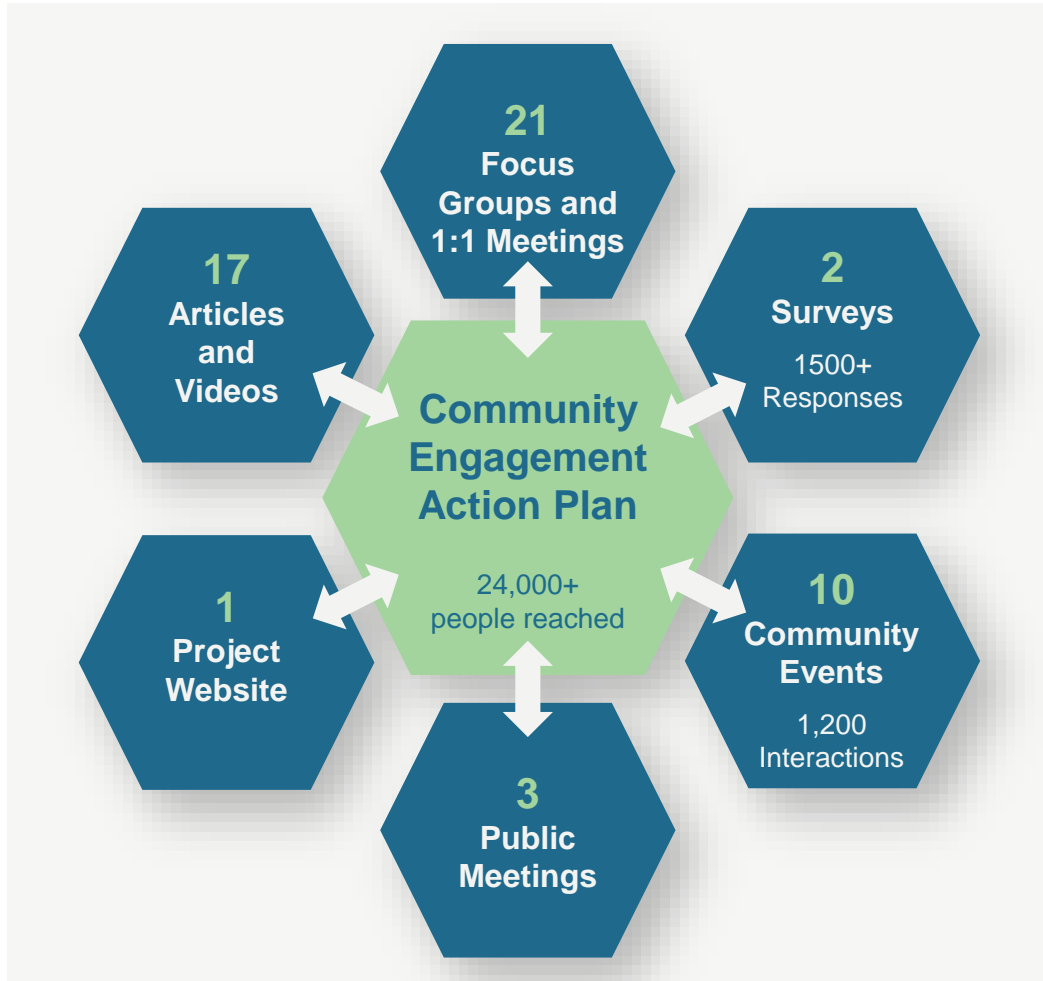 21
Focus
Groups and
1:1 Meetings
17
Articles
and
Videos
2
Surveys
1500+
Responses
Community
Engagement
Action Plan
24,000+
people reached
1
Project
Website
10
Community
Events
1,200
Interactions
3
Public
Meetings